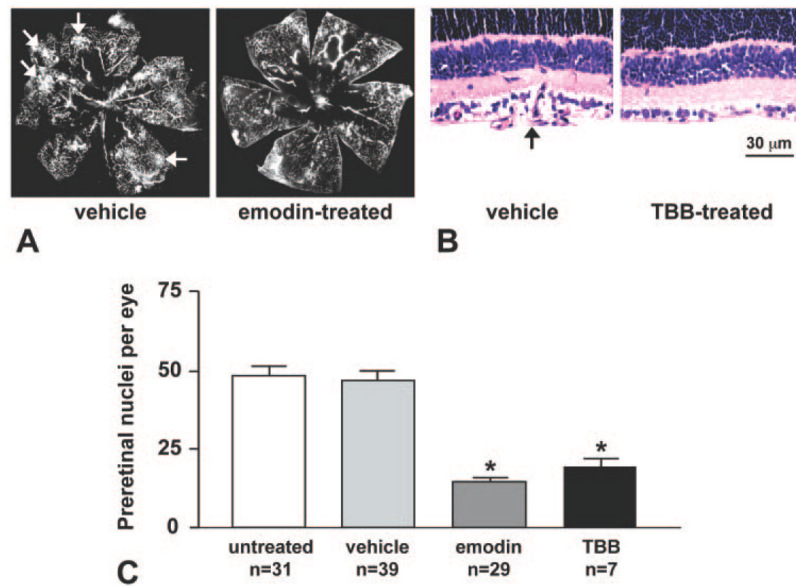 vehicle
emodin-treated
A
30 μm
vehicle
TBB-treated
B
Preretinal nuclei per eye
75
50
25
0
*
*
untreated
vehicle
emodin
TBB
n=31
n=39
n=29
n=7
C